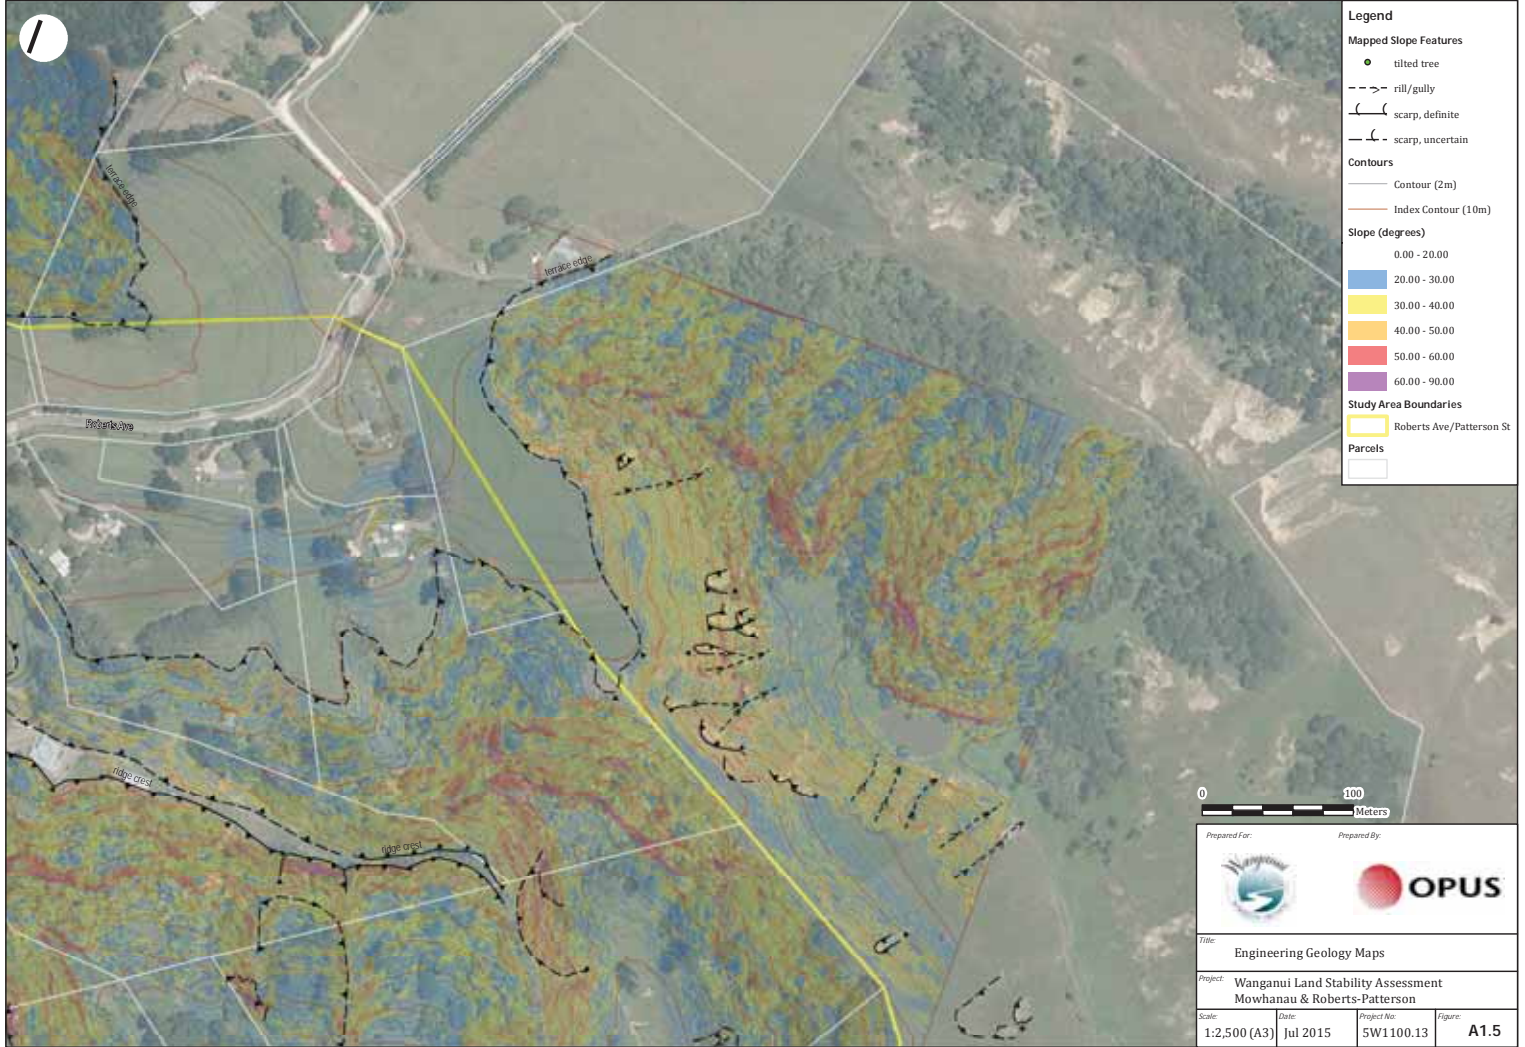 Legend
Mapped Slope Features
tilted tree
rill/gully
scarp, definite
scarp, uncertain
Contours
Contour (2m)
Index Contour (10m)
Slope (degrees)
0.00 - 20.00
20.00 - 30.00
30.00 - 40.00
40.00 - 50.00
50.00 - 60.00
60.00 - 90.00
Study Area Boundaries
Roberts Ave/Patterson St
Parcels
terrace edge
terrace edge
Roberts Ave
ridge crest
ridge crest
0 100
Meters
Prepared For: Prepared By:
Wanganui
OPUS
Title: Engineering Geology Maps
Project: Wanganui Land Stability Assessment
Mowhanau & Roberts-Patterson
Scale: Date: Project No: Figure:
1:2,500 (A3) Jul 2015 5W1100.13 A1.5